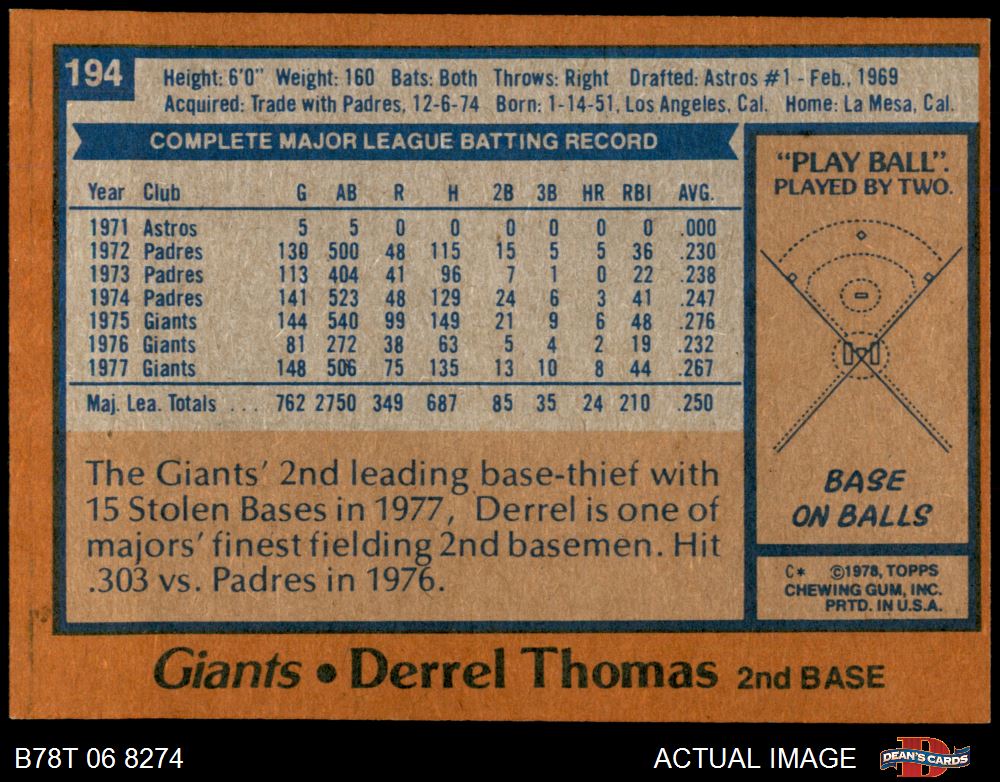 194
Height: 6'0" Weight: 160 Bats: Both Throws: Right Drafted: Astros #1 - Feb., 1969
Acquired: Trade with Padres, 12-6-74 Born: 1-14-51, Los Angeles, Cal. Home: La Mesa, Cal.
COMPLETE MAJOR LEAGUE BATTING RECORD
Year Club G AB R H 2B 3B HR RBI AVG.
1971 Astros 5 5 0 0 0 0 0 0 .000
1972 Padres 130 500 48 115 15 5 5 36 .230
1973 Padres 113 404 41 96 7 1 0 22 .238
1974 Padres 141 523 48 129 24 6 3 41 .247
1975 Giants 144 540 99 149 21 9 6 48 .276
1976 Giants 81 272 38 63 5 4 2 19 .232
1977 Giants 148 506 75 135 13 10 8 44 .267
Maj. Lea. Totals . . . 762 2750 349 687 85 35 24 210 .250
The Giants' 2nd leading base-thief with
15 Stolen Bases in 1977, Derrel is one of
majors' finest fielding 2nd basemen. Hit
.303 vs. Padres in 1976.
"PLAY BALL".
PLAYED BY TWO.
BASE
ON BALLS
C* ©1978, TOPPS
CHEWING GUM, INC.
PRTD. IN U.S.A.
Giants • Derrel Thomas 2nd BASE
B78T 06 8274
ACTUAL IMAGE
DEAN'S CARDS